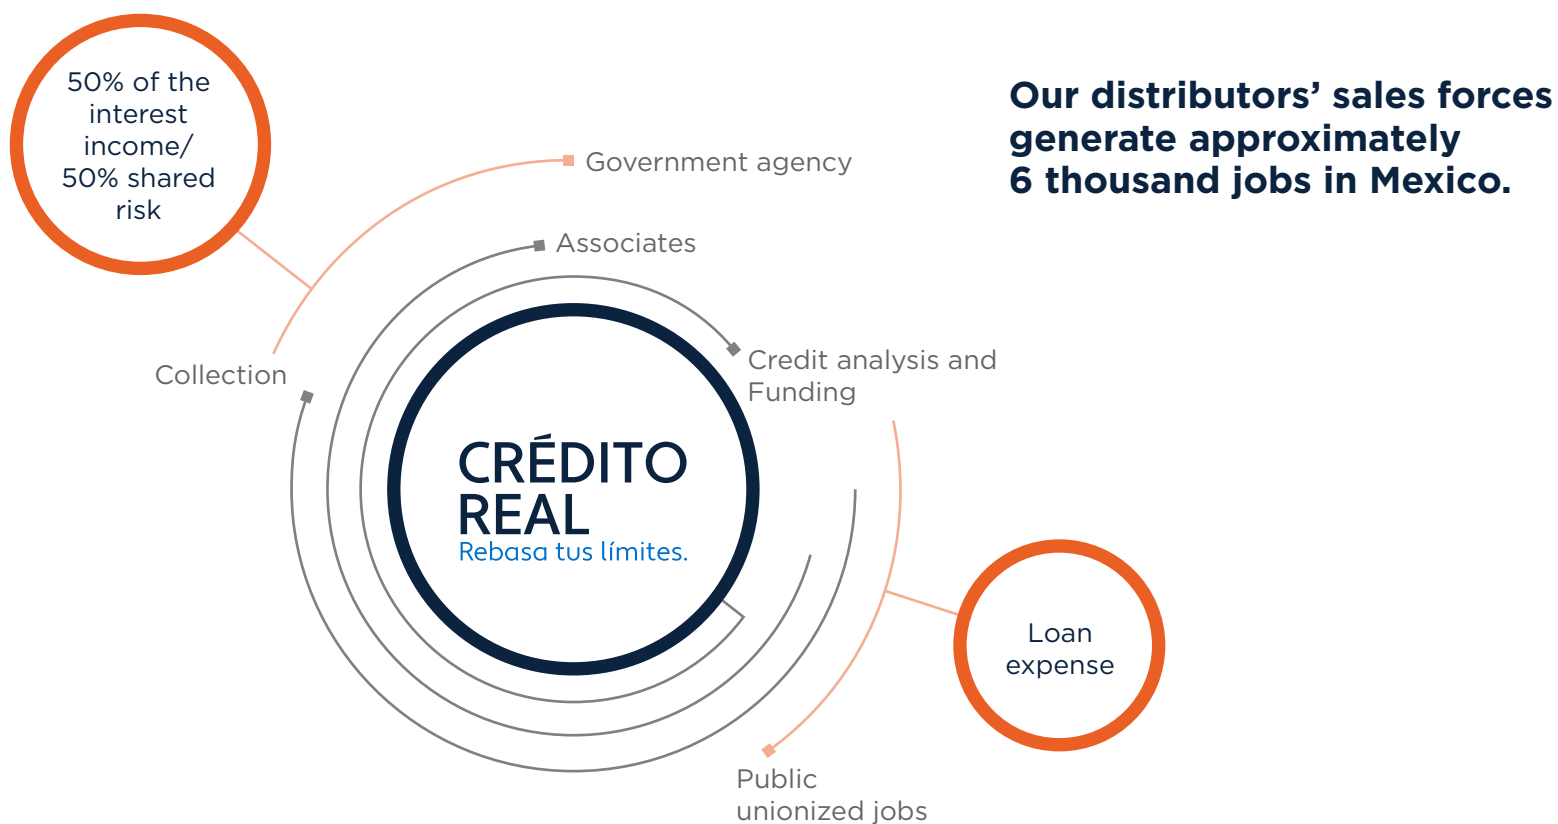 50% of the
interest
income/
50% shared
risk
Our distributors’ sales forces
generate approximately
6 thousand jobs in Mexico.
Government agency
Associates
Collection
Credit analysis and
Funding
CRÉDITO
REAL
Rebasa tus límites.
Loan
expense
Public
unionized jobs